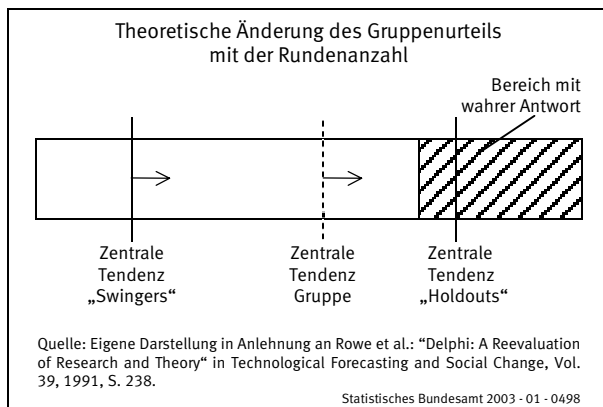 Theoretische Änderung des Gruppenurteils
mit der Rundenanzahl
Bereich mit
wahrer Antwort
Zentrale
Tendenz
„Swingers“
Zentrale
Tendenz
Gruppe
Zentrale
Tendenz
„Holdouts“
Quelle: Eigene Darstellung in Anlehnung an Rowe et al.: “Delphi: A Reevaluation
of Research and Theory“ in Technological Forecasting and Social Change, Vol.
39, 1991, S. 238.
Statistisches Bundesamt 2003 - 01 - 0498